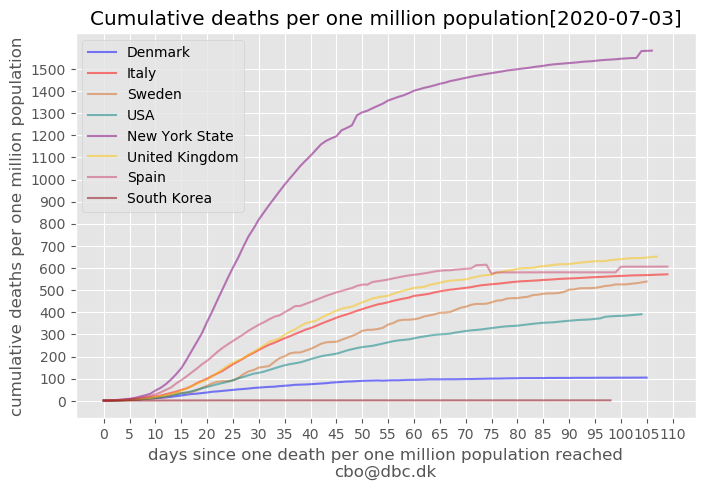 Cumulative deaths per one million population[2020-07-03]
cumulative deaths per one million population
1500
1400
1300
1200
1100
1000
900
800
700
600
500
400
300
200
100
0
Denmark
Italy
Sweden
USA
New York State
United Kingdom
Spain
South Korea
0 5 10 15 20 25 30 35 40 45 50 55 60 65 70 75 80 85 90 95 100 105 110
days since one death per one million population reached
cbo@dbc.dk